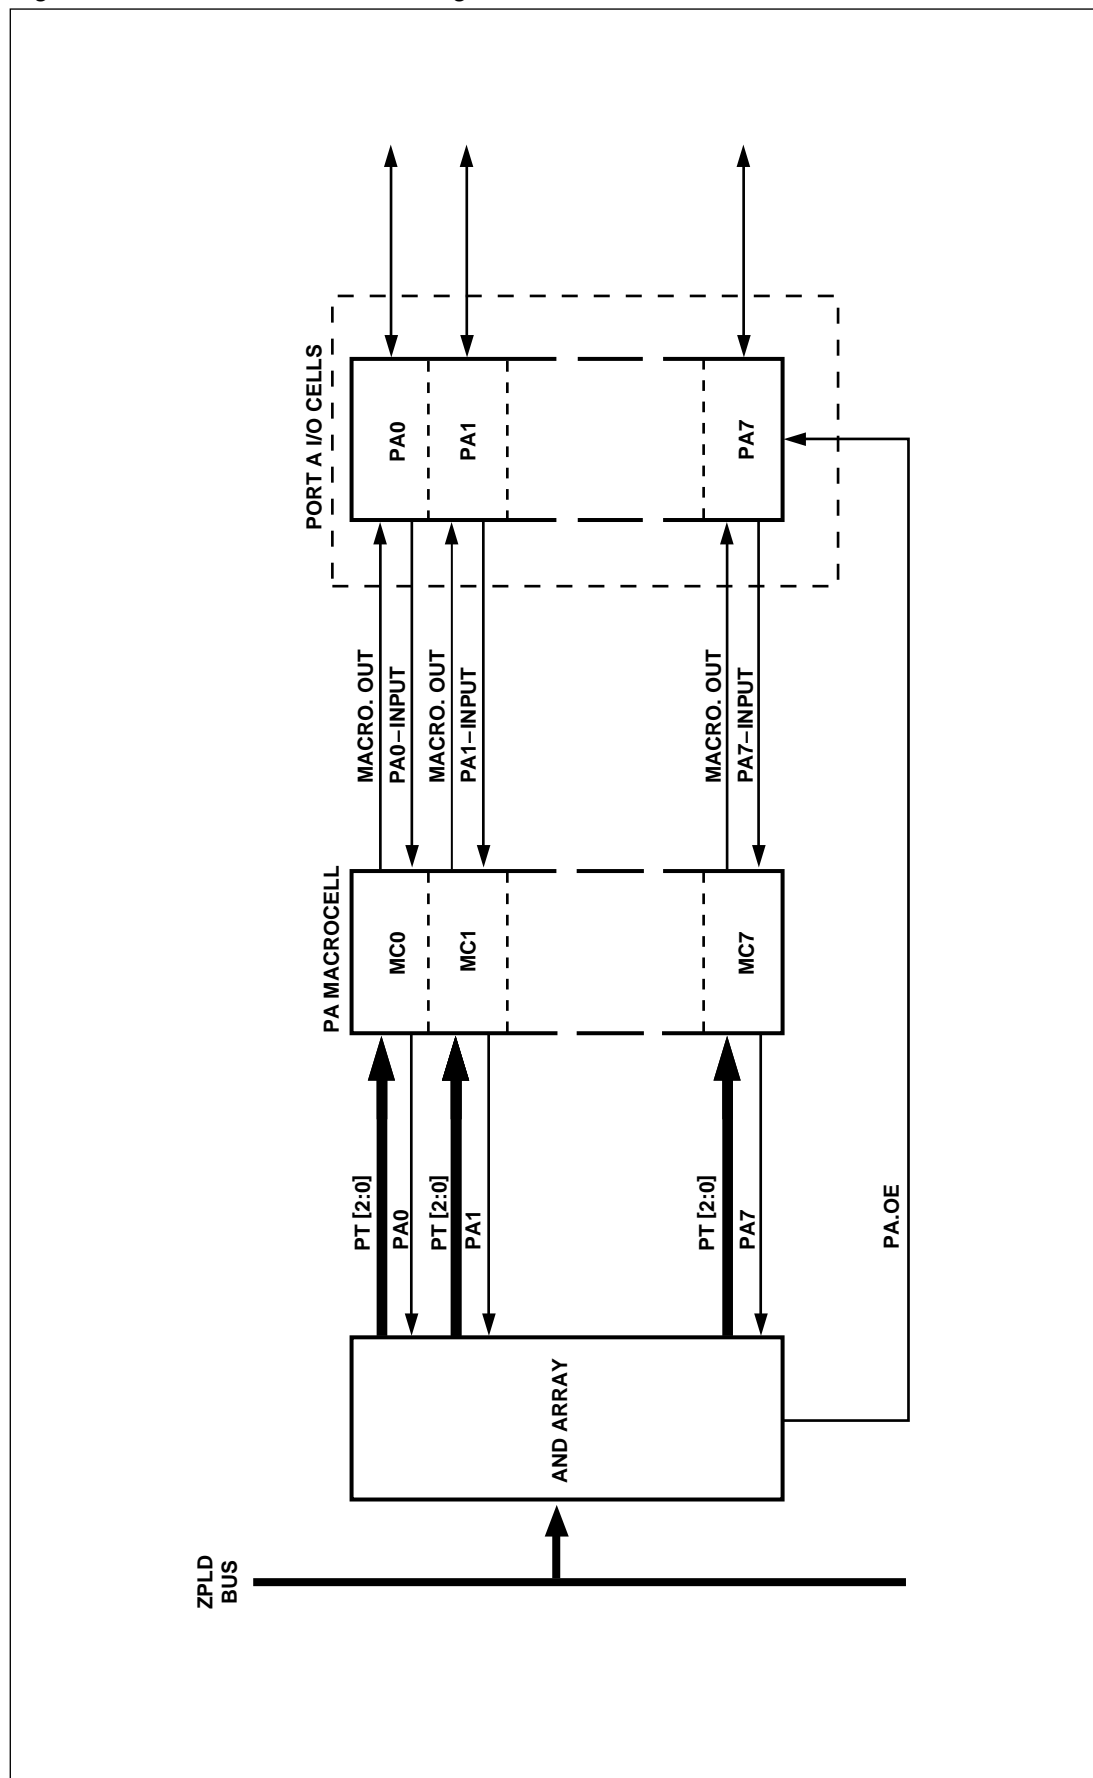 ZPLD
BUS
AND ARRAY
PT [2:0]
PA0
PT [2:0]
PA1
PT [2:0]
PA7
PA.OE
PA MACROCELL
MC0
MC1
MC7
MACRO. OUT
PA0–INPUT
MACRO. OUT
PA1–INPUT
MACRO. OUT
PA7–INPUT
PORT A I/O CELLS
PA0
PA1
PA7